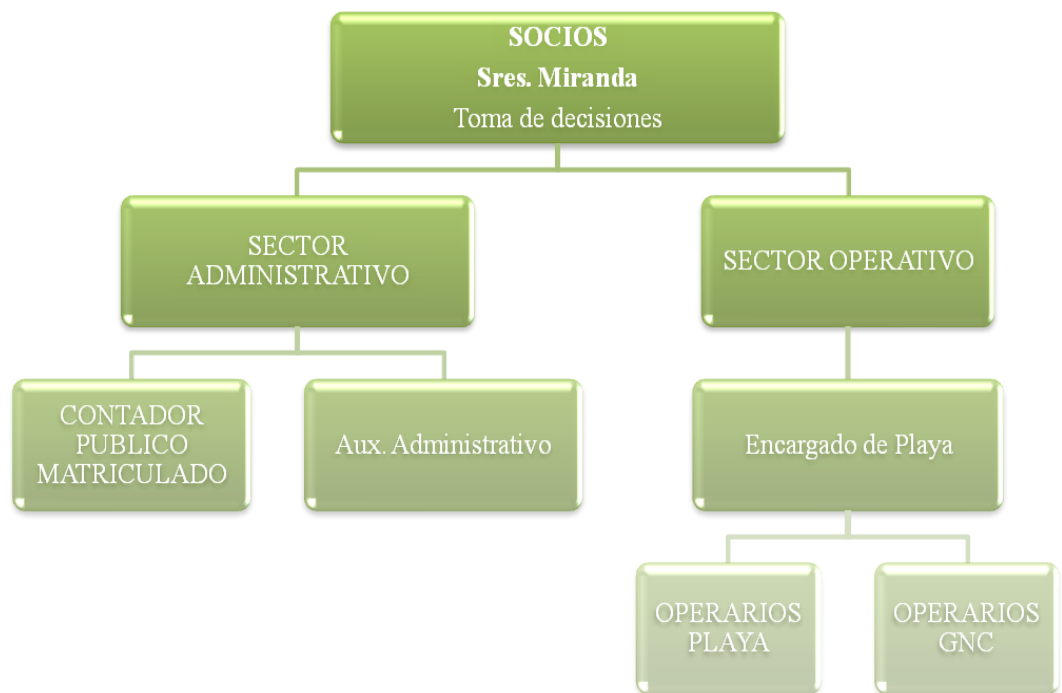 SOCIOS
Sres. Miranda
Toma de decisiones
SECTOR
ADMINISTRATIVO
SECTOR OPERATIVO
CONTADOR
PUBLICO
MATRICULADO
Aux. Administrativo
Encargado de Playa
OPERARIOS
PLAYA
OPERARIOS
GNC